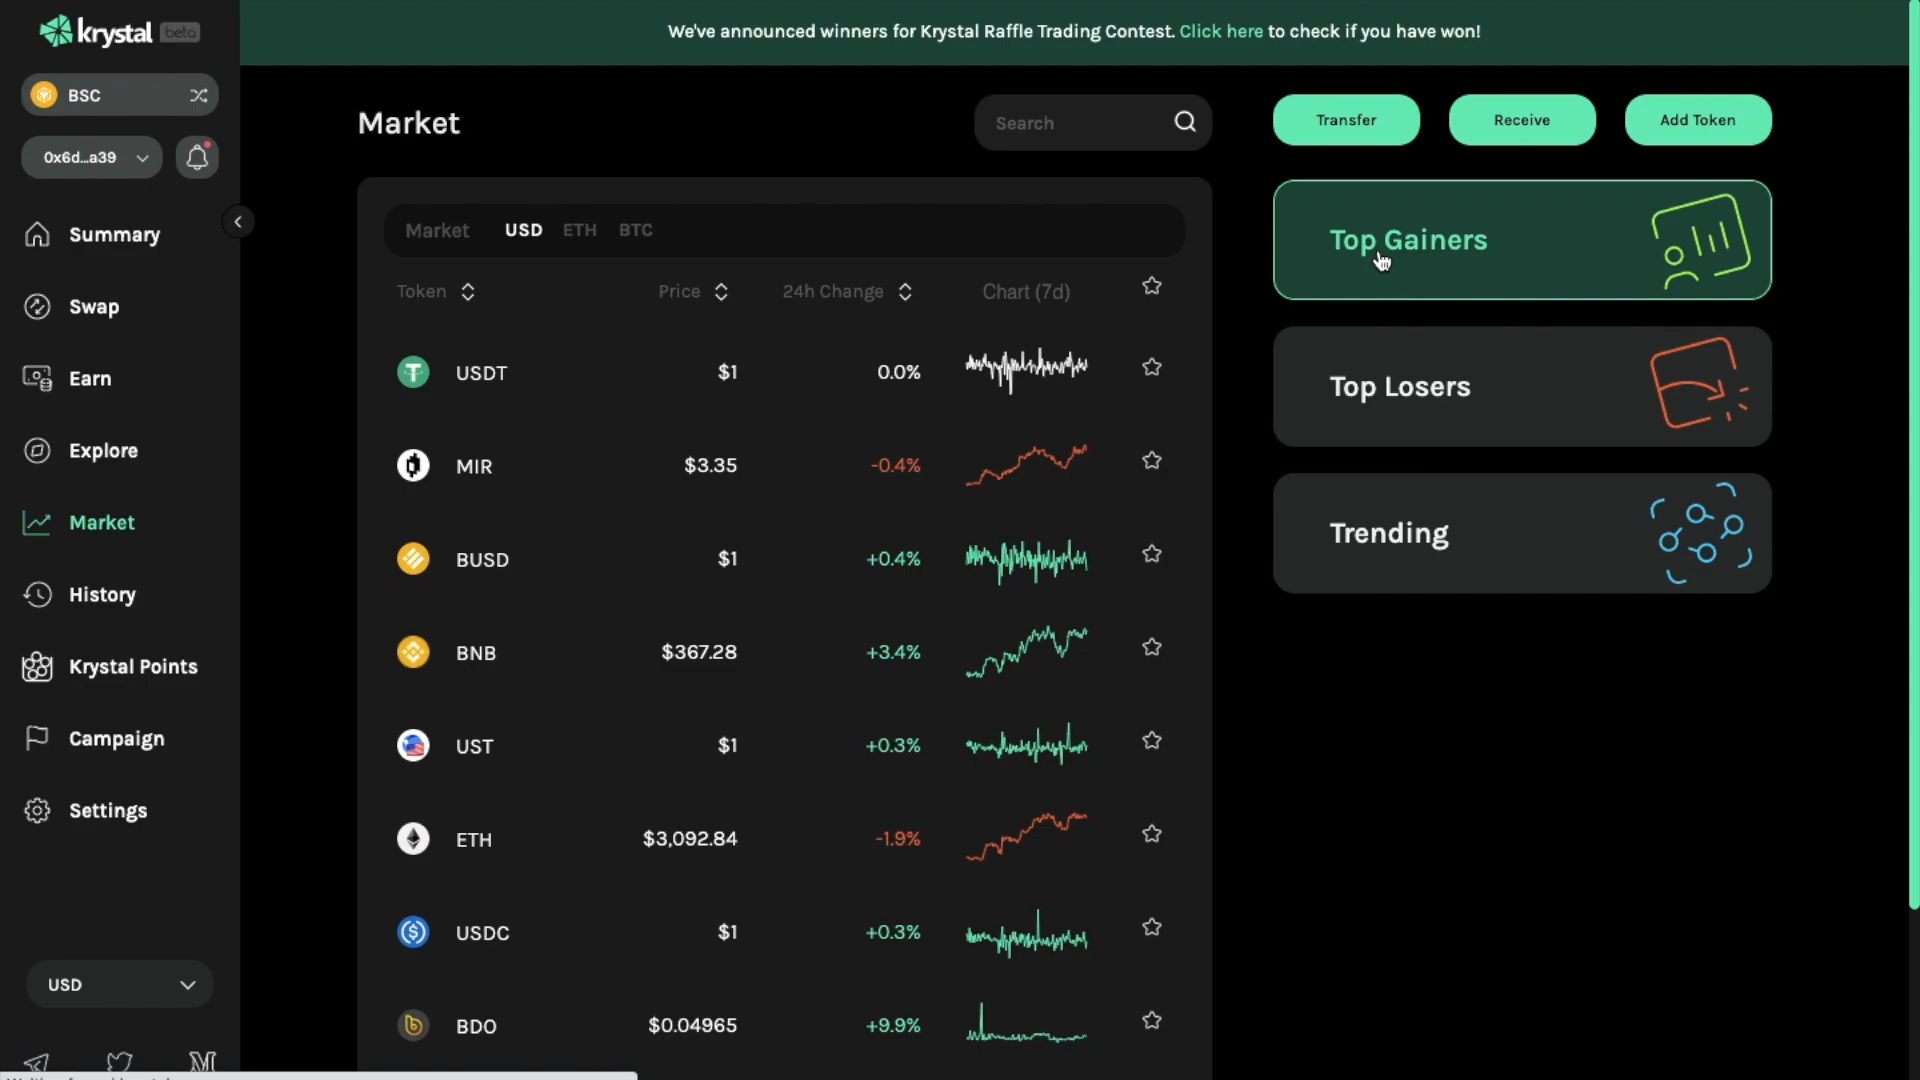 krystal beta
We've announced winners for Krystal Raffle Trading Contest. Click here to check if you have won!
BSC
0x6d...a39
Summary
Swap
Earn
Explore
Market
History
Krystal Points
Campaign
Settings
USD
Market
Search
Market USD ETH BTC
Token Price 24h Change Chart (7d)
USDT $1 0.0%
MIR $3.35 -0.4%
BUSD $1 +0.4%
BNB $367.28 +3.4%
UST $1 +0.3%
ETH $3,092.84 -1.9%
USDC $1 +0.3%
BDO $0.04965 +9.9%
Transfer Receive Add Token
Top Gainers
Top Losers
Trending